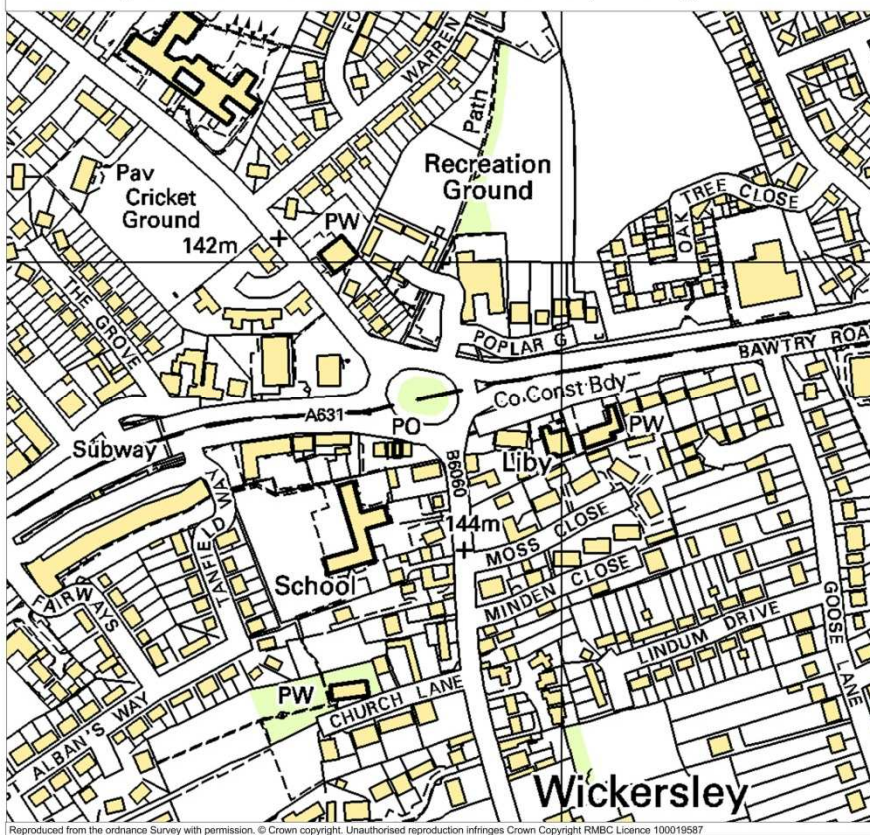 FO
WARREN
Path
Pav
Cricket
Ground
142m
PW
Recreation
Ground
OAK TREE CLOSE
THE GROVE
POPLAR G
BAWTRY ROA
Co Const Bdy
A631
PO
Subway
B6060
Liby
PW
TANFIELD WAY
144m
MOSS CLOSE
School
MINDEN CLOSE
FAIRWAYS
LINDUM DRIVE
GOOSE LANE
PW
CHURCH LANE
T ALBAN'S WAY
Wickersley
Reproduced from the ordnance Survey with permission. © Crown copyright. Unauthorised reproduction infringes Crown Copyright RMBC Licence 100019587